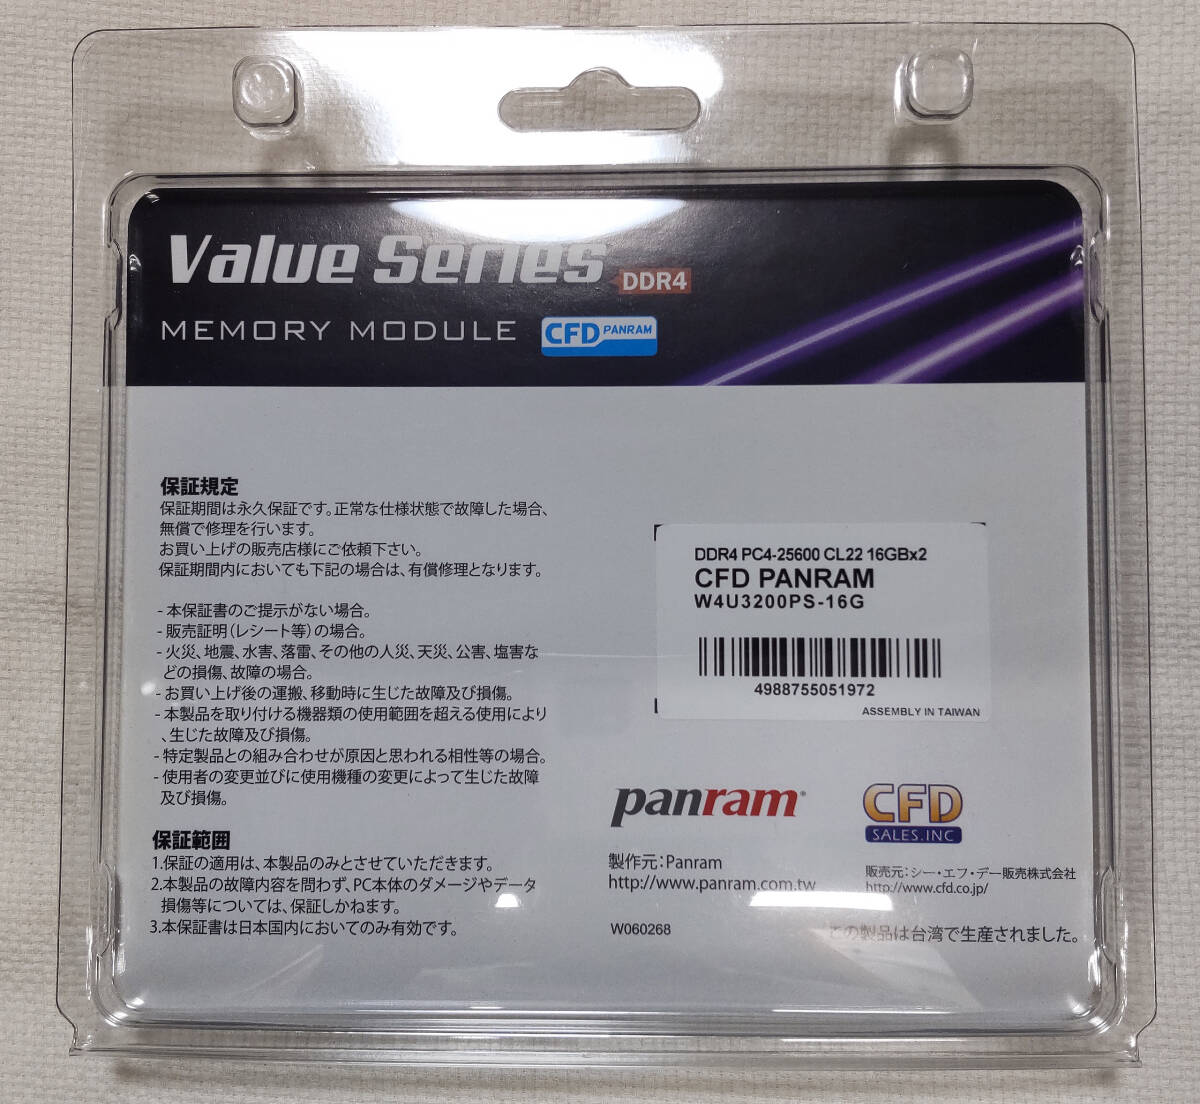 Value Series DDR4
MEMORY MODULE CFD PANRAM
保証規定
保証期間は永久保証です。正常な仕様状態で故障した場合、
無償で修理を行います。
お買い上げの販売店様にご依頼下さい。
保証期間内においても下記の場合は、有償修理となります。
- 本保証書のご提示がない場合。
- 販売証明（レシート等）の場合。
- 火災、地震、水害、落雷、その他の人災、天災、公害、塩害な
どの損傷、故障の場合。
- お買い上げ後の運搬、移動時に生じた故障及び損傷。
- 本製品を取り付ける機器類の使用範囲を超える使用により
、生じた故障及び損傷。
- 特定製品との組み合わせが原因と思われる相性等の場合。
- 使用者の変更並びに使用機種の変更によって生じた故障
及び損傷。
保証範囲
1.保証の適用は、本製品のみとさせていただきます。
2.本製品の故障内容を問わず、PC本体のダメージやデータ
損傷等については、保証しかねます。
3.本保証書は日本国内においてのみ有効です。
DDR4 PC4-25600 CL22 16GBx2
CFD PANRAM
W4U3200PS-16G
4988755051972
ASSEMBLY IN TAIWAN
panram®
製作元：Panram
http://www.panram.com.tw
W060268
CFD
SALES.INC
販売元：シー・エフ・デー販売株式会社
http://www.cfd.co.jp/
この製品は台湾で生産されました。